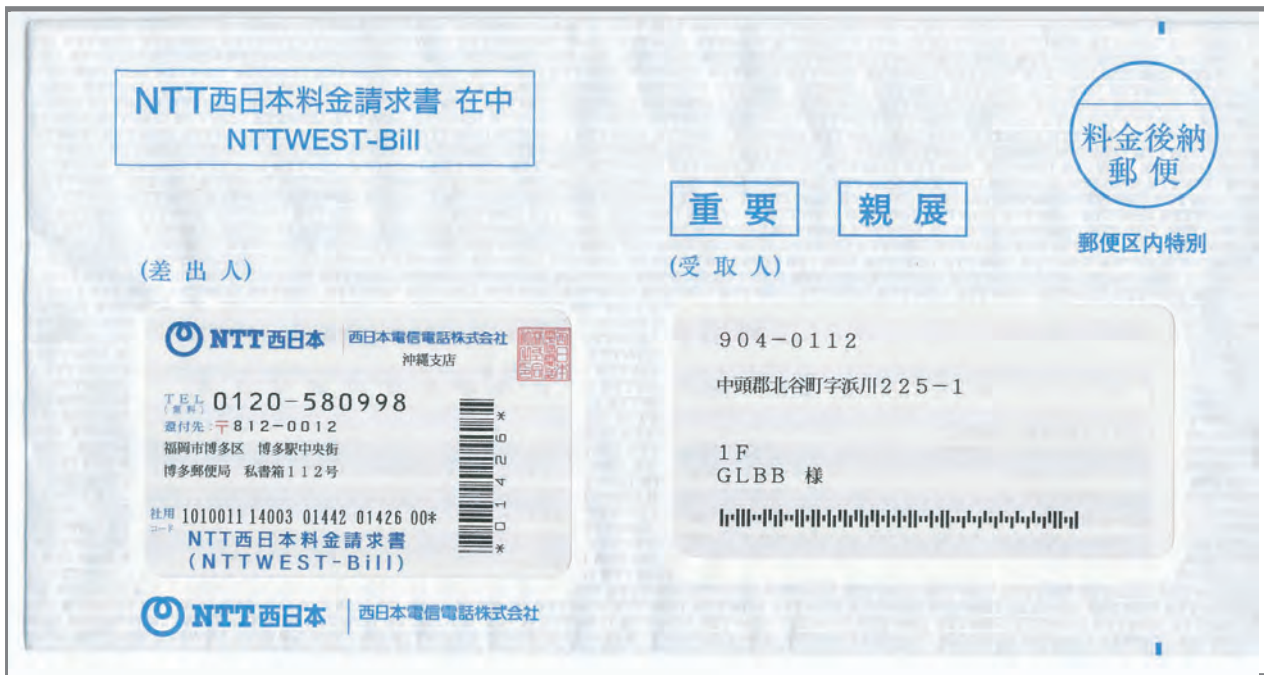 NTT西日本料金請求書 在中
NTTWEST-Bill
料金後納
郵便
郵便区内特別
重要 親展
(差出人)
(受取人)
NTT西日本 西日本電信電話株式会社
沖縄支店
TEL(無料) 0120-580998
還付先:〒812-0012
福岡市博多区 博多駅中央街
博多郵便局 私書箱112号
社用コード 1010011 14003 01442 01426 00*
NTT西日本料金請求書
(NTTWEST-Bill)
*01426*
904-0112
中頭郡北谷町字浜川225-1
1F
GLBB 様
NTT西日本 西日本電信電話株式会社